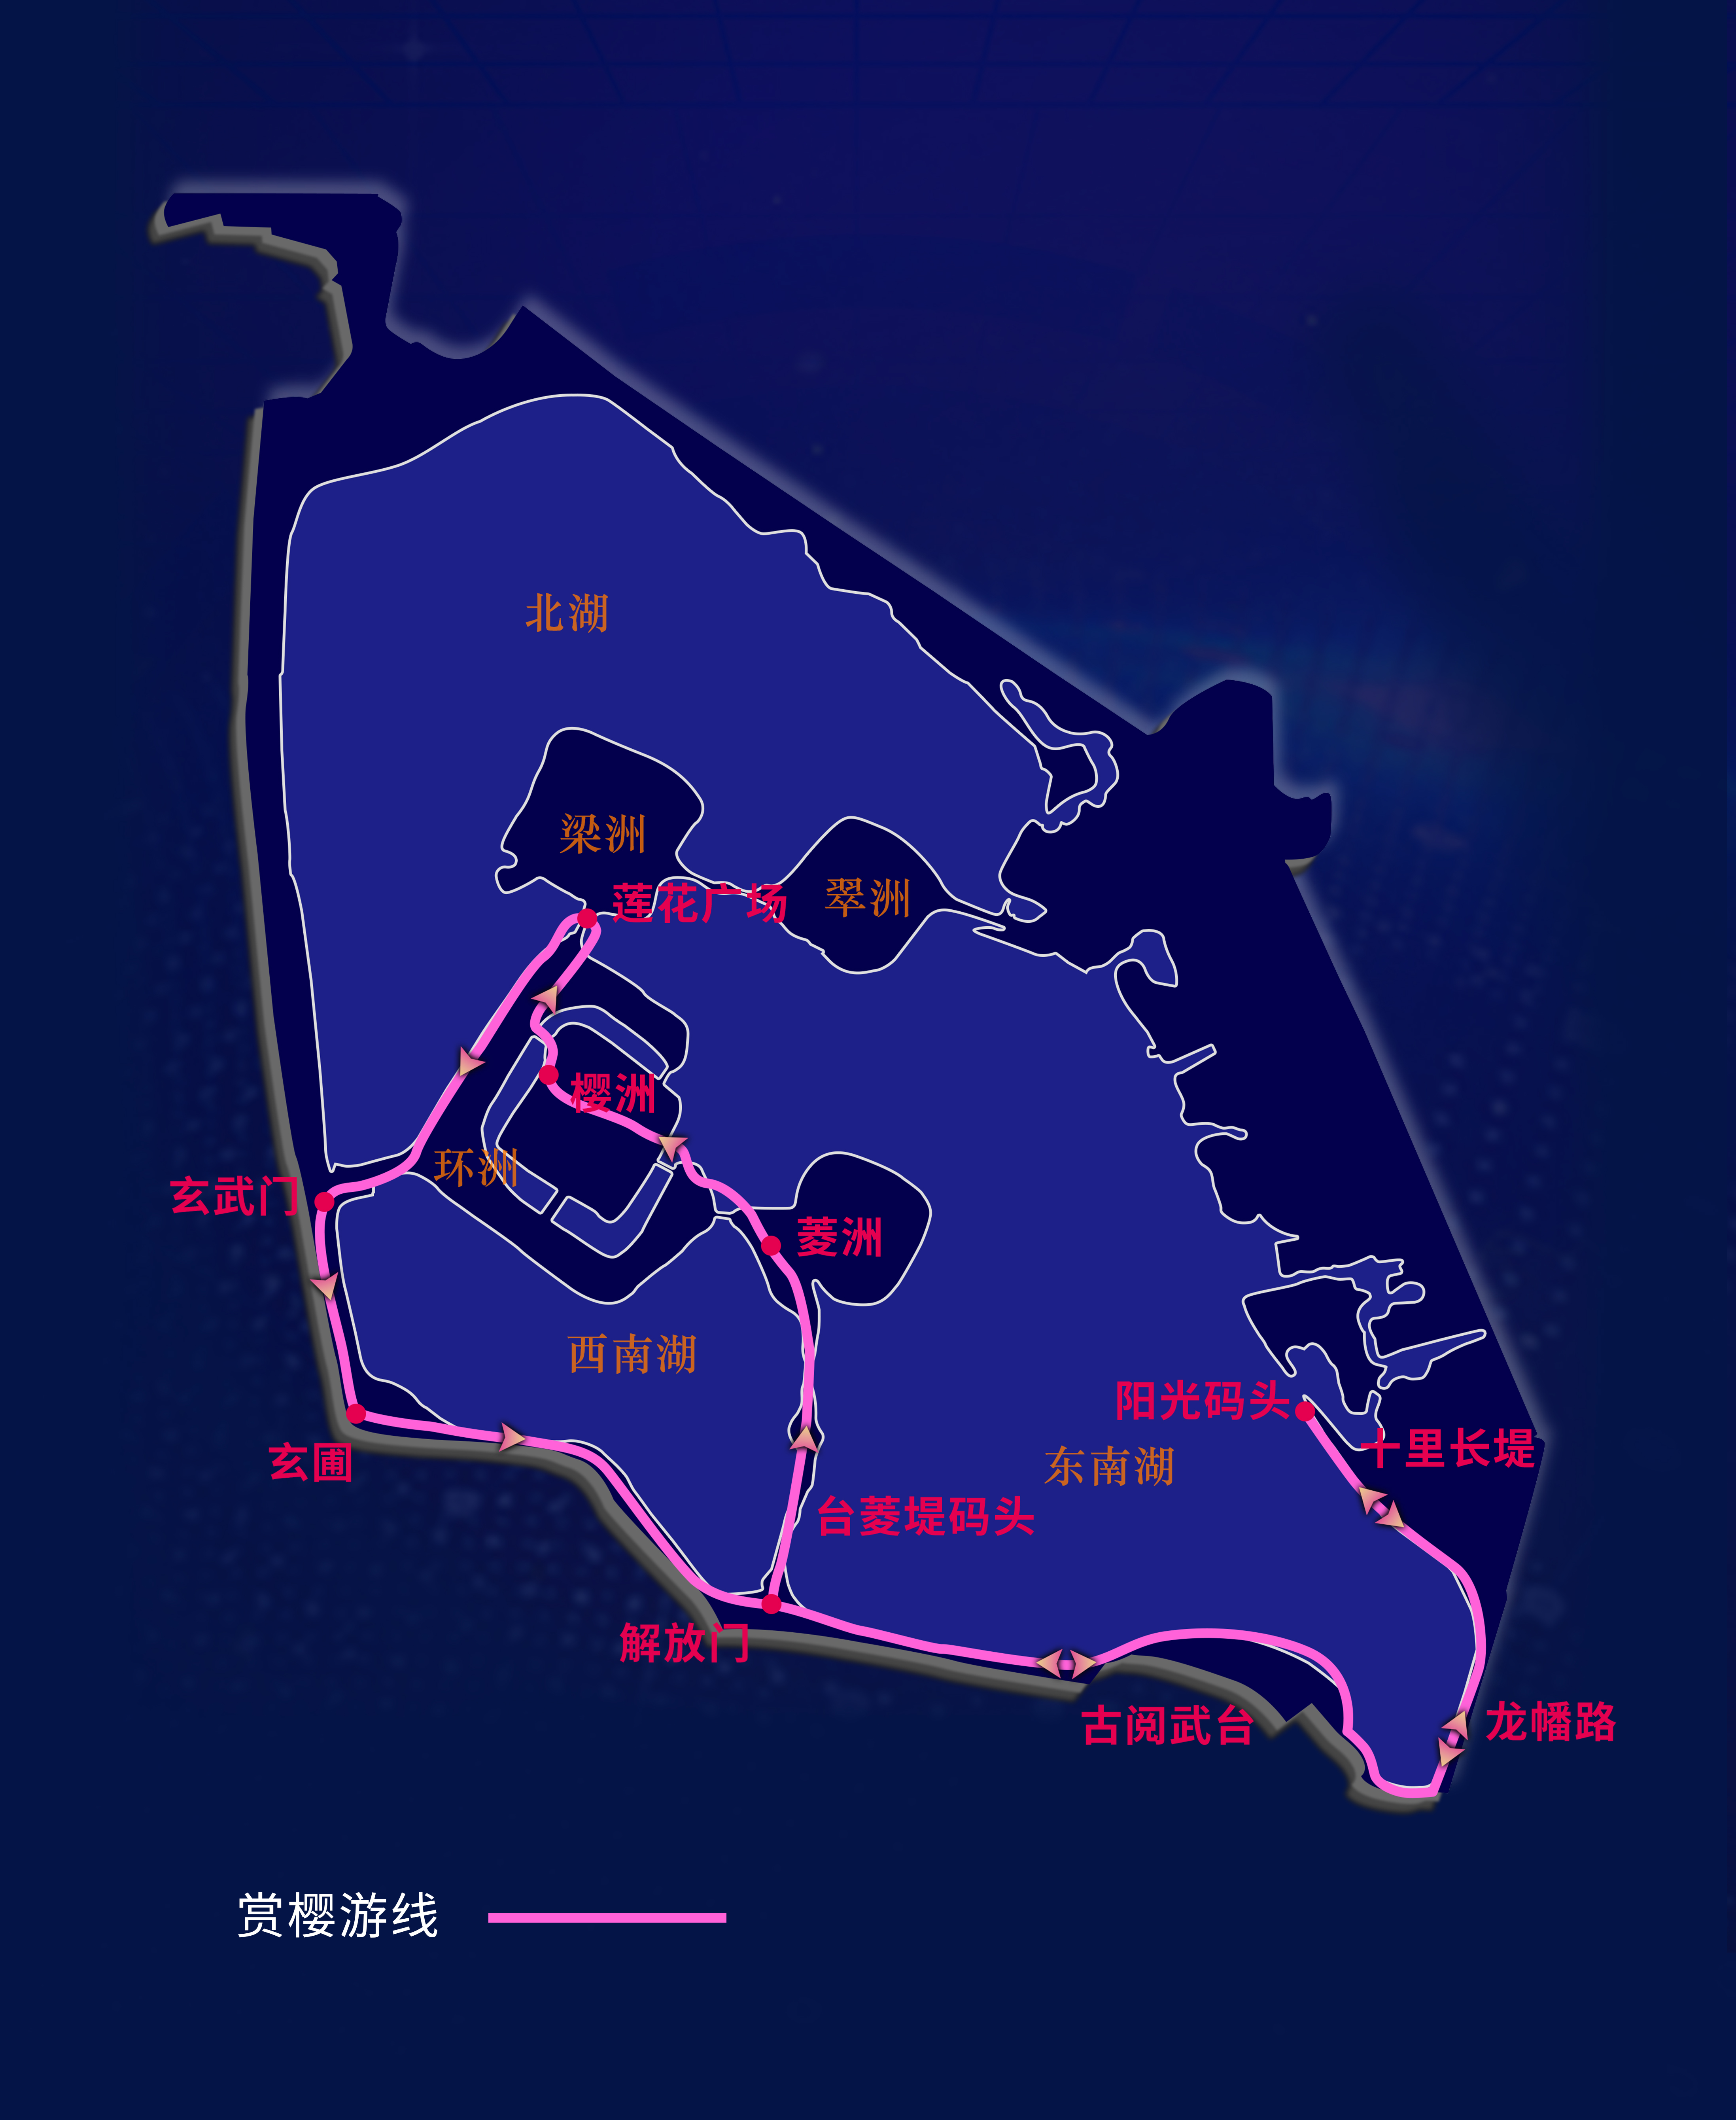 北湖
梁洲
莲花广场
翠洲
樱洲
环洲
玄武门
菱洲
西南湖
阳光码头
十里长堤
东南湖
玄圃
台菱堤码头
解放门
古阅武台
龙幡路
赏樱游线